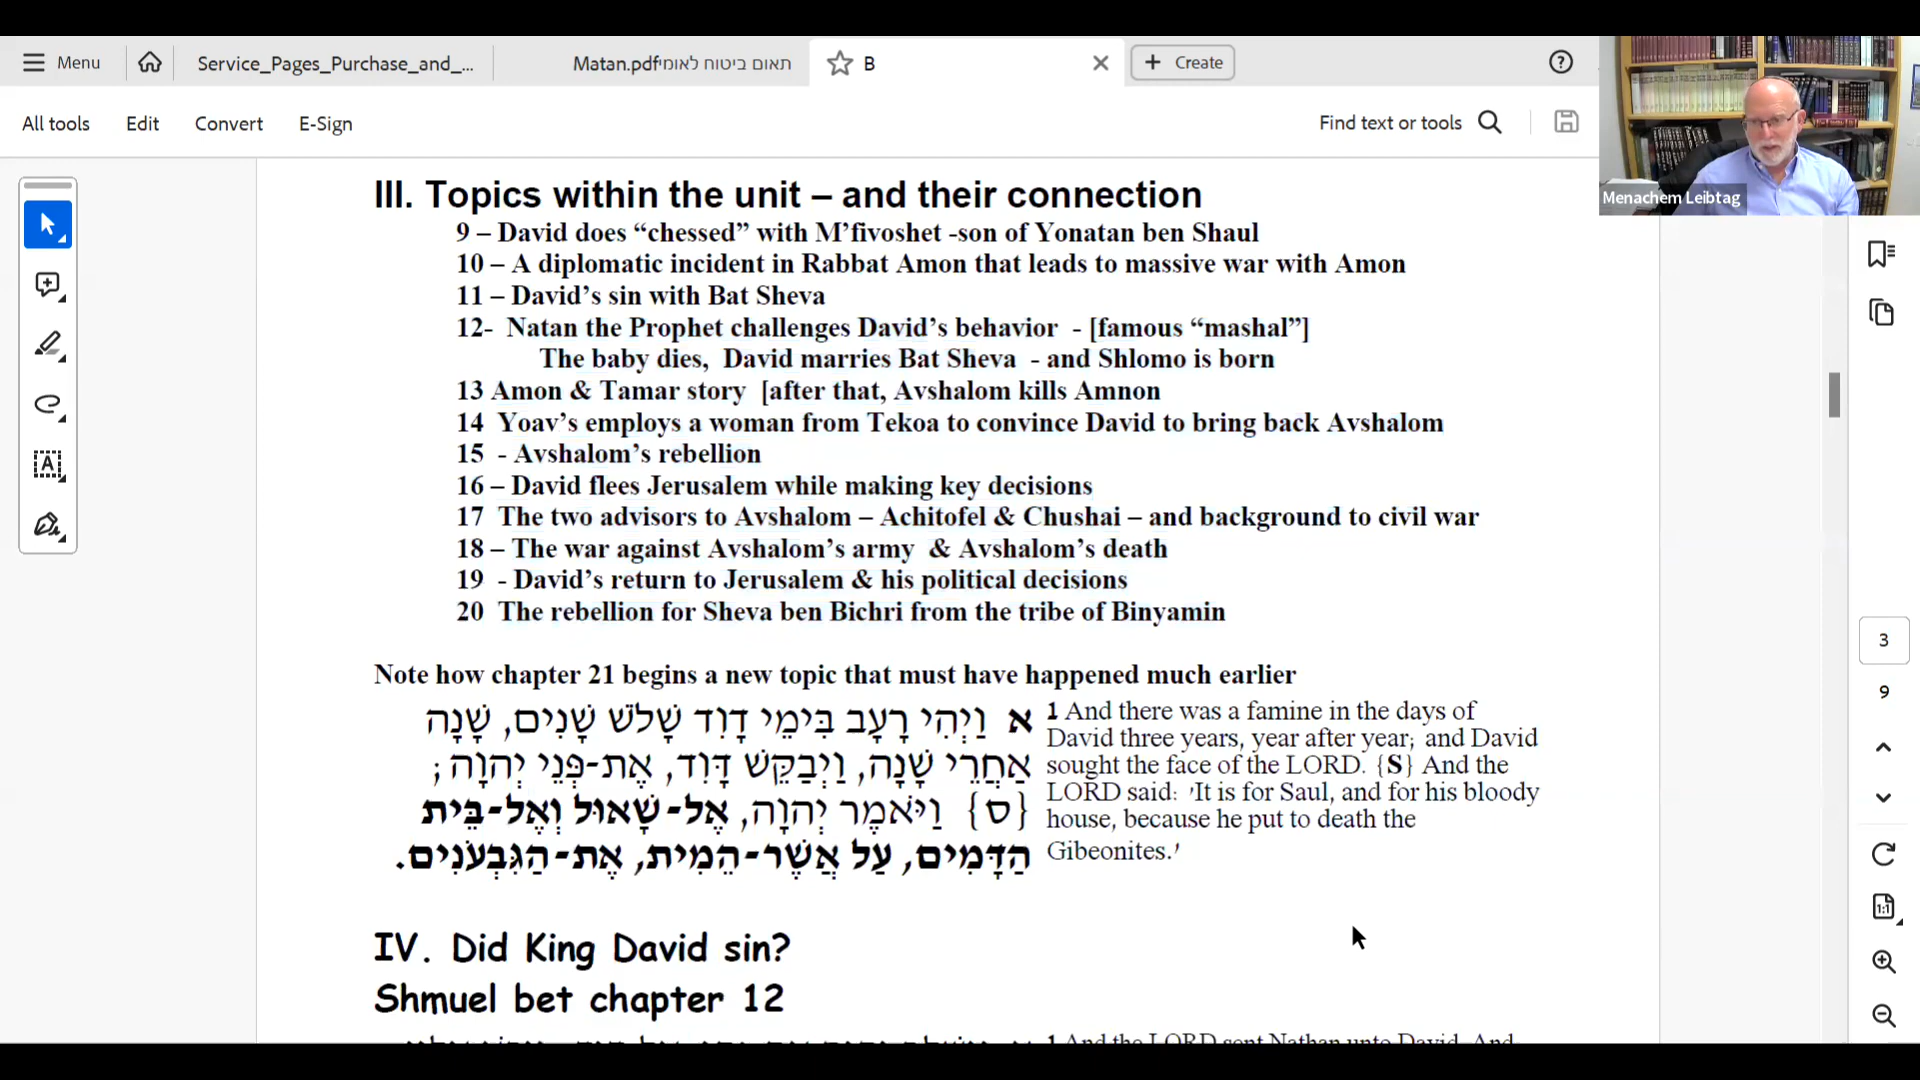 Menu
Service_Pages_Purchase_and_...
Matan.pdfתאום ביטוח לאומי
B
Create
All tools
Edit
Convert
E-Sign
Find text or tools
Menachem Leibtag
III. Topics within the unit – and their connection
9 – David does “chessed” with M’fivoshet -son of Yonatan ben Shaul
10 – A diplomatic incident in Rabbat Amon that leads to massive war with Amon
11 – David’s sin with Bat Sheva
12- Natan the Prophet challenges David’s behavior - [famous “mashal”]
The baby dies, David marries Bat Sheva - and Shlomo is born
13 Amon & Tamar story [after that, Avshalom kills Amnon
14 Yoav’s employs a woman from Tekoa to convince David to bring back Avshalom
15 - Avshalom’s rebellion
16 – David flees Jerusalem while making key decisions
17 The two advisors to Avshalom – Achitofel & Chushai – and background to civil war
18 – The war against Avshalom’s army & Avshalom’s death
19 - David’s return to Jerusalem & his political decisions
20 The rebellion for Sheva ben Bichri from the tribe of Binyamin
Note how chapter 21 begins a new topic that must have happened much earlier
א וַיְהִי רָעָב בִּימֵי דָוִד שָׁלֹשׁ שָׁנִים, שָׁנָה
אַחֲרֵי שָׁנָה, וַיְבַקֵּשׁ דָּוִד, אֶת-פְּנֵי יְהוָה;
{ס} וַיֹּאמֶר יְהוָה, אֶל-שָׁאוּל וְאֶל-בֵּית
הַדָּמִים, עַל אֲשֶׁר-הֵמִית, אֶת-הַגִּבְעֹנִים.
1 And there was a famine in the days of
David three years, year after year; and David
sought the face of the LORD. {S} And the
LORD said: 'It is for Saul, and for his bloody
house, because he put to death the
Gibeonites.'
IV. Did King David sin?
Shmuel bet chapter 12
1 And the LORD sent Nathan unto David. And
3
9
1:1